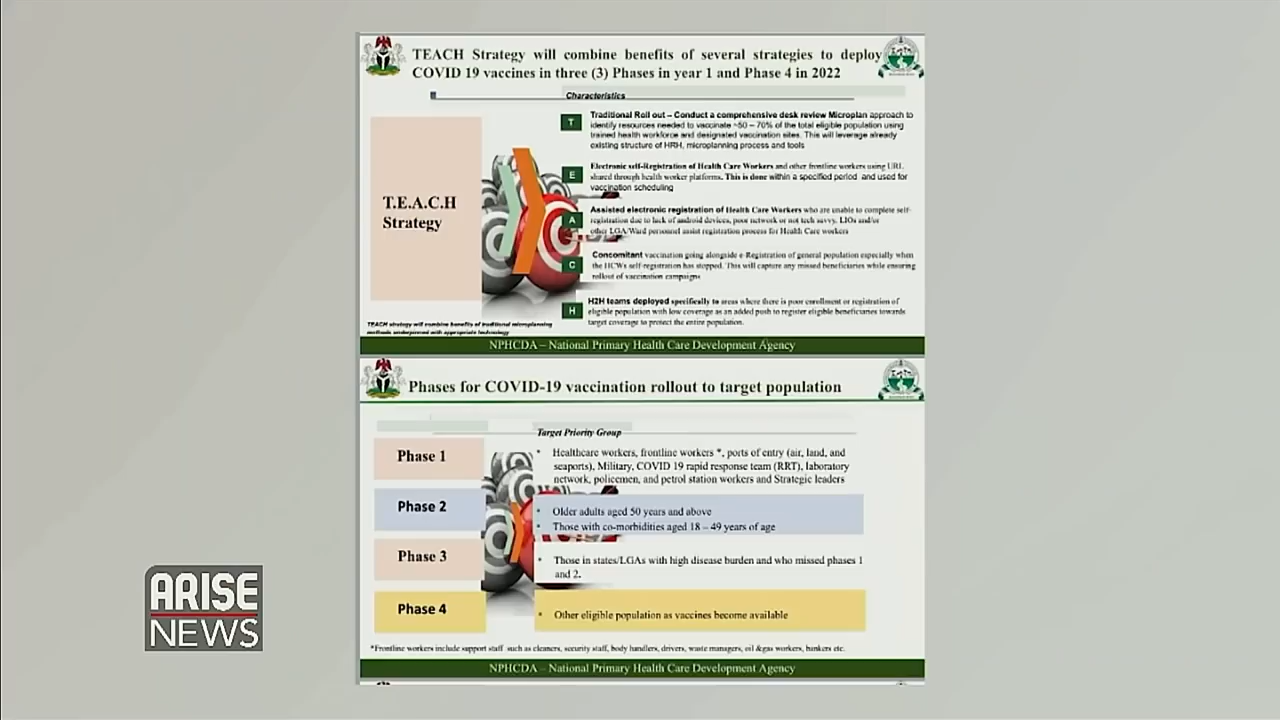 TEACH Strategy will combine benefits of several strategies to deploy
COVID 19 vaccines in three (3) Phases in year 1 and Phase 4 in 2022
Characteristics
T.E.A.C.H
Strategy
T
Traditional Roll out – Conduct a comprehensive desk review Microplan approach to
identify resources needed to vaccinate ~50 – 70% of the total eligible population using
trained health workforce and designated vaccination sites. This will leverage already
existing structure of HRH, microplanning process and tools
E
Electronic self-Registration of Health Care Workers and other frontline workers using URL
shared through health worker platforms. This is done within a specified period and used for
vaccination scheduling
A
Assisted electronic registration of Health Care Workers who are unable to complete self-
registration due to lack of android devices, poor network or not tech savvy. LIOs and/or
other LGA/Ward personnel assist registration process for Health Care workers
C
Concomitant vaccination going alongside e-Registration of general population especially when
the HCWs self-registration has stopped. This will capture any missed beneficiaries while ensuring
rollout of vaccination campaigns
H
H2H teams deployed specifically to areas where there is poor enrollment or registration of
eligible population with low coverage as an added push to register eligible beneficiaries towards
target coverage to protect the entire population.
TEACH strategy will combine benefits of traditional microplanning
methods underpinned with appropriate technology
NPHCDA – National Primary Health Care Development Agency
Phases for COVID-19 vaccination rollout to target population
Target Priority Group
Phase 1
• Healthcare workers, frontline workers *, ports of entry (air, land, and
seaports), Military, COVID 19 rapid response team (RRT), laboratory
network, policemen, and petrol station workers and Strategic leaders
Phase 2
• Older adults aged 50 years and above
• Those with co-morbidities aged 18 – 49 years of age
Phase 3
• Those in states/LGAs with high disease burden and who missed phases 1
and 2.
Phase 4
• Other eligible population as vaccines become available
*Frontline workers include support staff such as cleaners, security staff, body handlers, drivers, waste managers, oil &gas workers, bankers etc.
NPHCDA – National Primary Health Care Development Agency
ARISE
NEWS